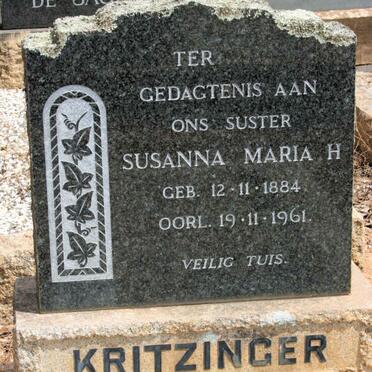 TER
GEDAGTENIS AAN
ONS SUSTER
SUSANNA MARIA H
GEB. 12·11·1884
OORL. 19·11·1961.
VEILIG TUIS.
KRITZINGER